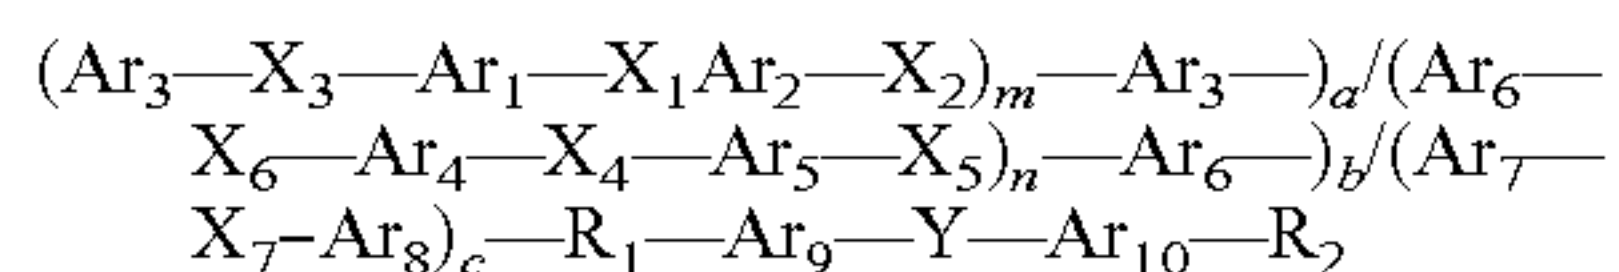 (Ar₃—X₃—Ar₁—X₁Ar₂—X₂)ₘ—Ar₃—)ₐ/(Ar₆—
X₆—Ar₄—X₄—Ar₅—X₅)ₙ—Ar₆—)b/(Ar₇—
X₇–Ar₈)c—R₁—Ar₉—Y—Ar₁₀—R₂